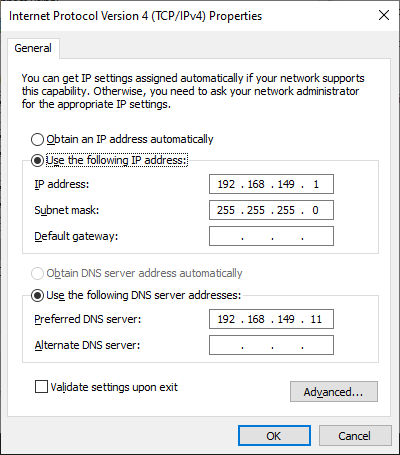 Internet Protocol Version 4 (TCP/IPv4) Properties
General
You can get IP settings assigned automatically if your network supports
this capability. Otherwise, you need to ask your network administrator
for the appropriate IP settings.
Obtain an IP address automatically
Use the following IP address:
IP address: 192 . 168 . 149 . 1
Subnet mask: 255 . 255 . 255 . 0
Default gateway: . . .
Obtain DNS server address automatically
Use the following DNS server addresses:
Preferred DNS server: 192 . 168 . 149 . 11
Alternate DNS server: . . .
Validate settings upon exit
Advanced...
OK Cancel